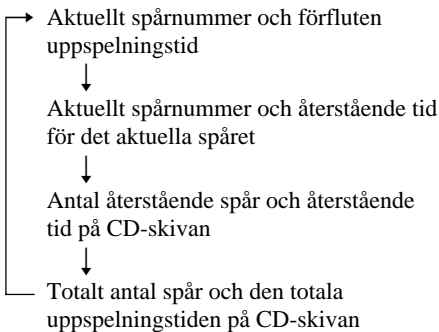 Aktuellt spårnummer och förfluten
uppspelningstid
Aktuellt spårnummer och återstående tid
för det aktuella spåret
Antal återstående spår och återstående
tid på CD-skivan
Totalt antal spår och den totala
uppspelningstiden på CD-skivan